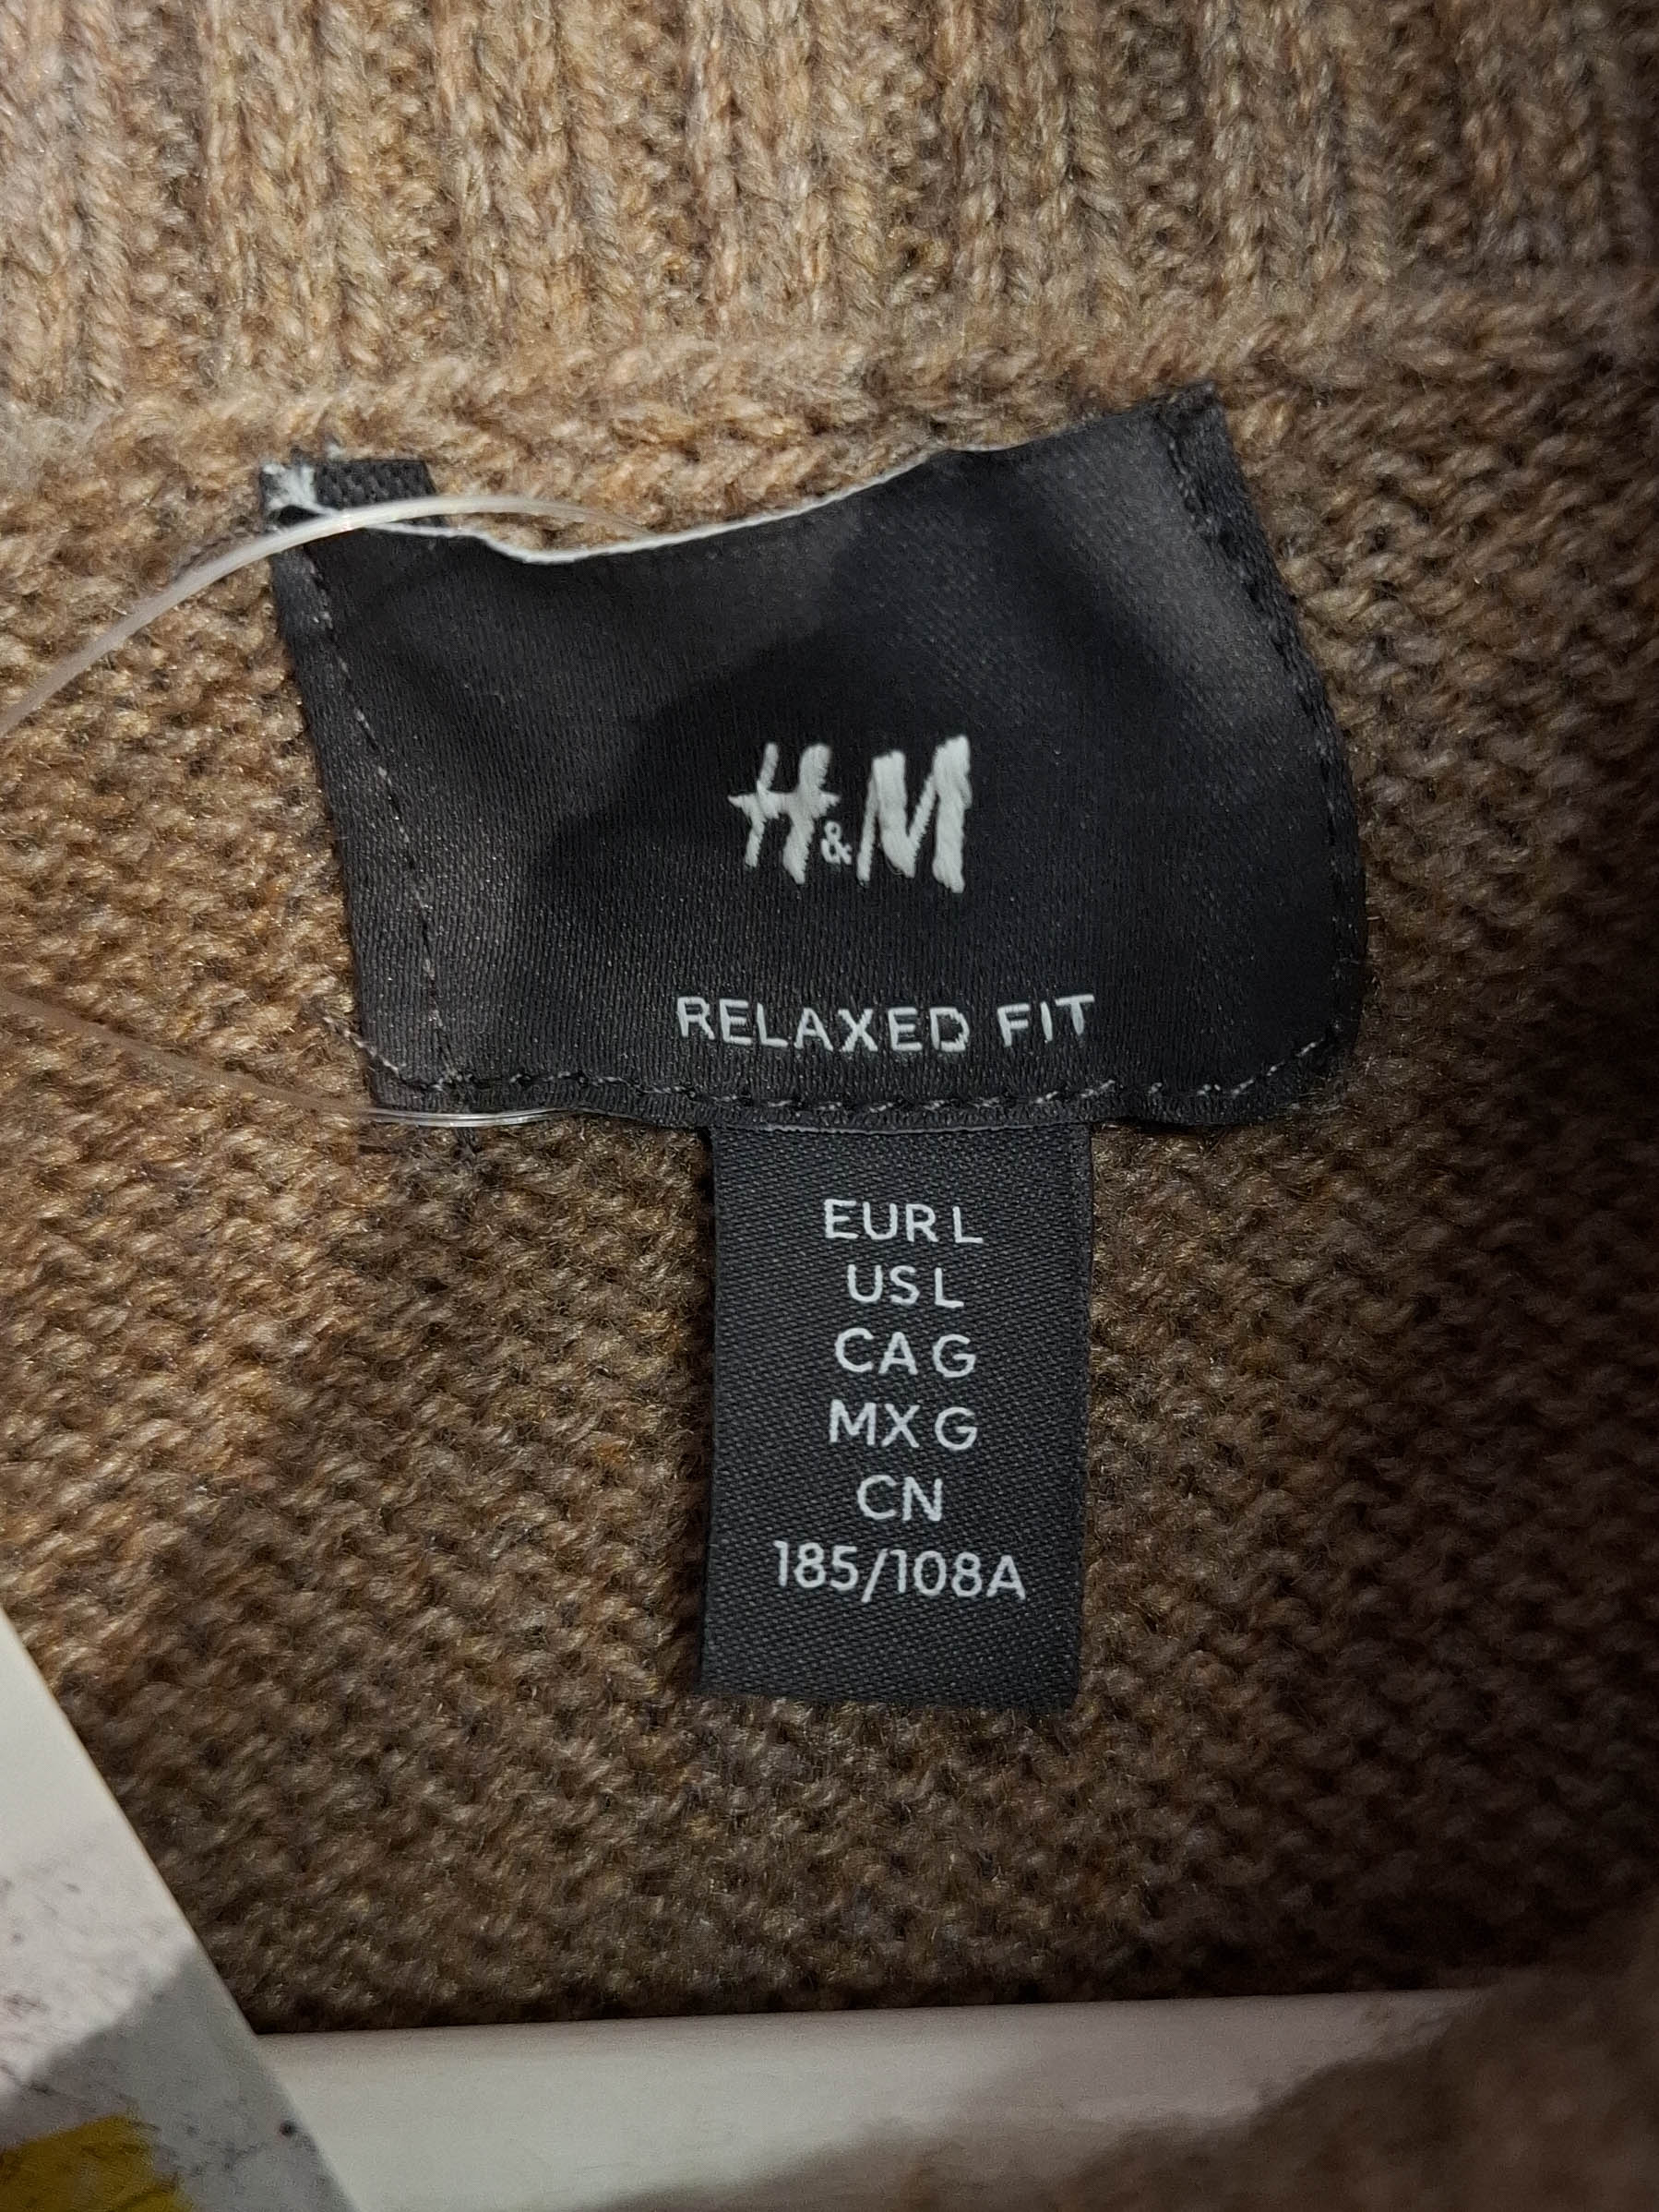 H&M
RELAXED FIT
EUR L
US L
CA G
MX G
CN
185/108A